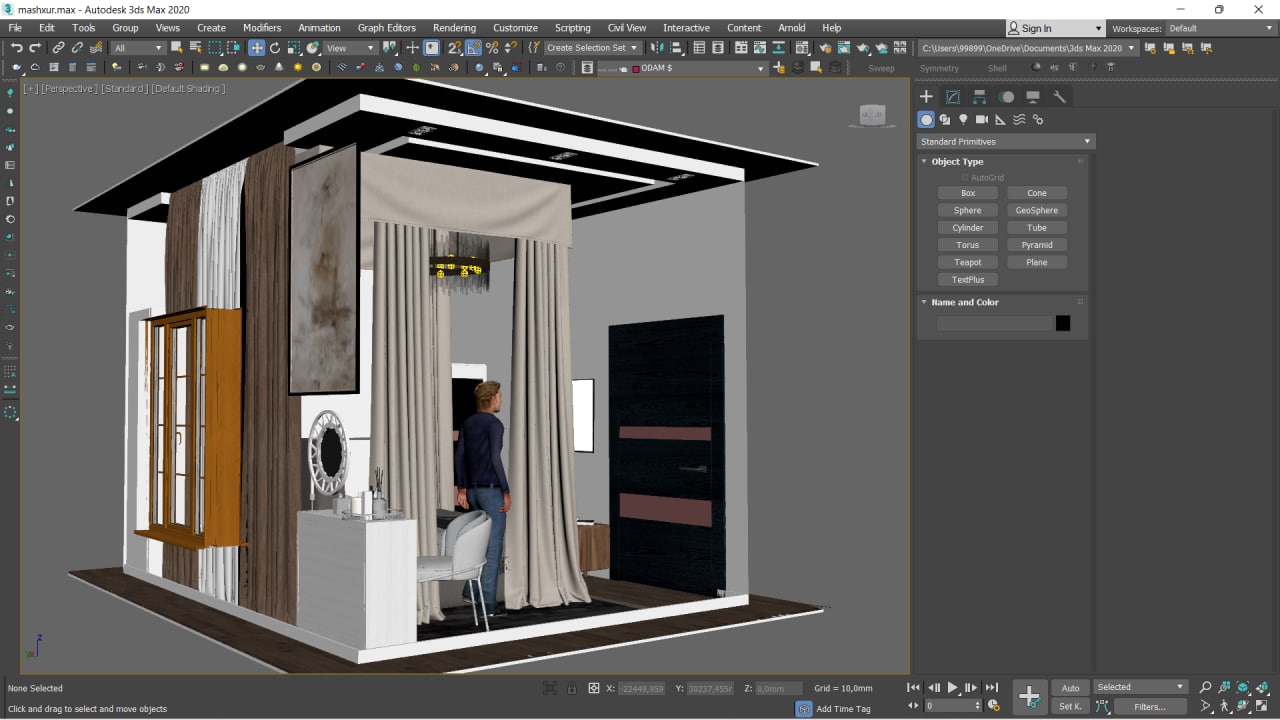 mashxur.max - Autodesk 3ds Max 2020
File Edit Tools Group Views Create Modifiers Animation Graph Editors Rendering Customize Scripting Civil View Interactive Content Arnold Help Sign In Workspaces: Default
All View Create Selection Set C:\Users\99899\OneDrive\Documents\3ds Max 2020
ODAM $ Sweep Symmetry Shell
[+] [Perspective ] [Standard ] [Default Shading ]
Standard Primitives
Object Type
AutoGrid
Box Cone
Sphere GeoSphere
Cylinder Tube
Torus Pyramid
Teapot Plane
TextPlus
Name and Color
None Selected X: -22449,959 Y: 30237,455r Z: 0,0mm Grid = 10,0mm Auto Selected
Click and drag to select and move objects Add Time Tag 0 Set K. Filters...